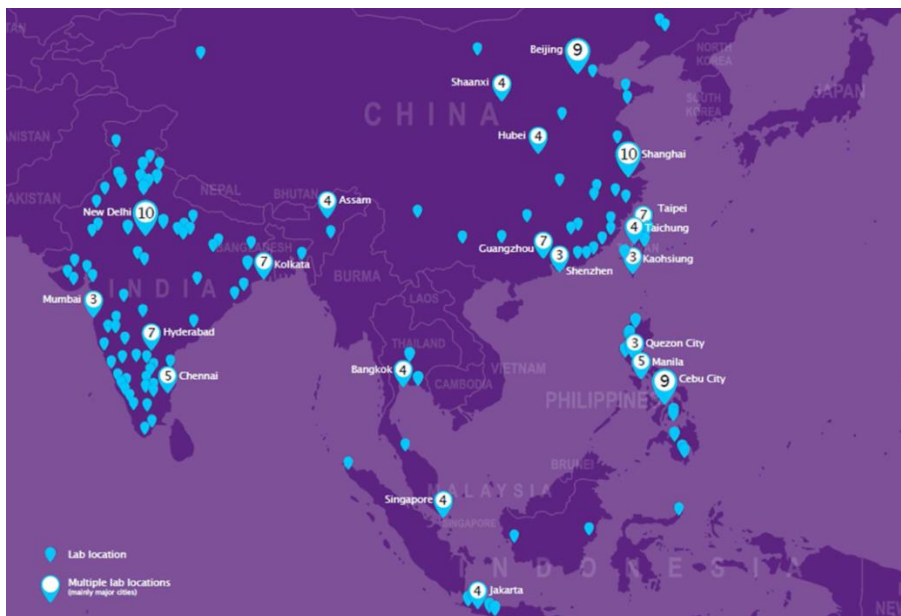 Beijing
9
NORTH
KOREA
Shaanxi
4
JAPAN
SOUTH
KOREA
CHINA
Hubei
4
10
Shanghai
PAKISTAN
NEPAL
BHUTAN
4
Assam
New Delhi
10
7
Taipei
4
Taichung
BANGLADESH
Guangzhou
7
3
Shenzhen
3
Kaohsiung
7
Kolkata
INDIA
BURMA
Mumbai
3
LAOS
7
Hyderabad
THAILAND
3
Quezon City
VIETNAM
5
Manila
5
Chennai
Bangkok
4
CAMBODIA
9
Cebu City
PHILIPPINE
BRUNEI
MALAYSIA
Singapore
4
SINGAPORE
Lab location
INDONESIA
Multiple lab locations
(mainly major cities)
4
Jakarta